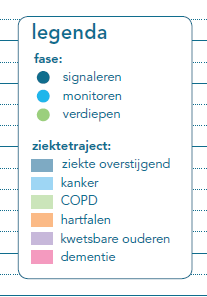 legenda
fase:
signaleren
monitoren
verdiepen
ziektetraject:
ziekte overstijgend
kanker
COPD
hartfalen
kwetsbare ouderen
dementie